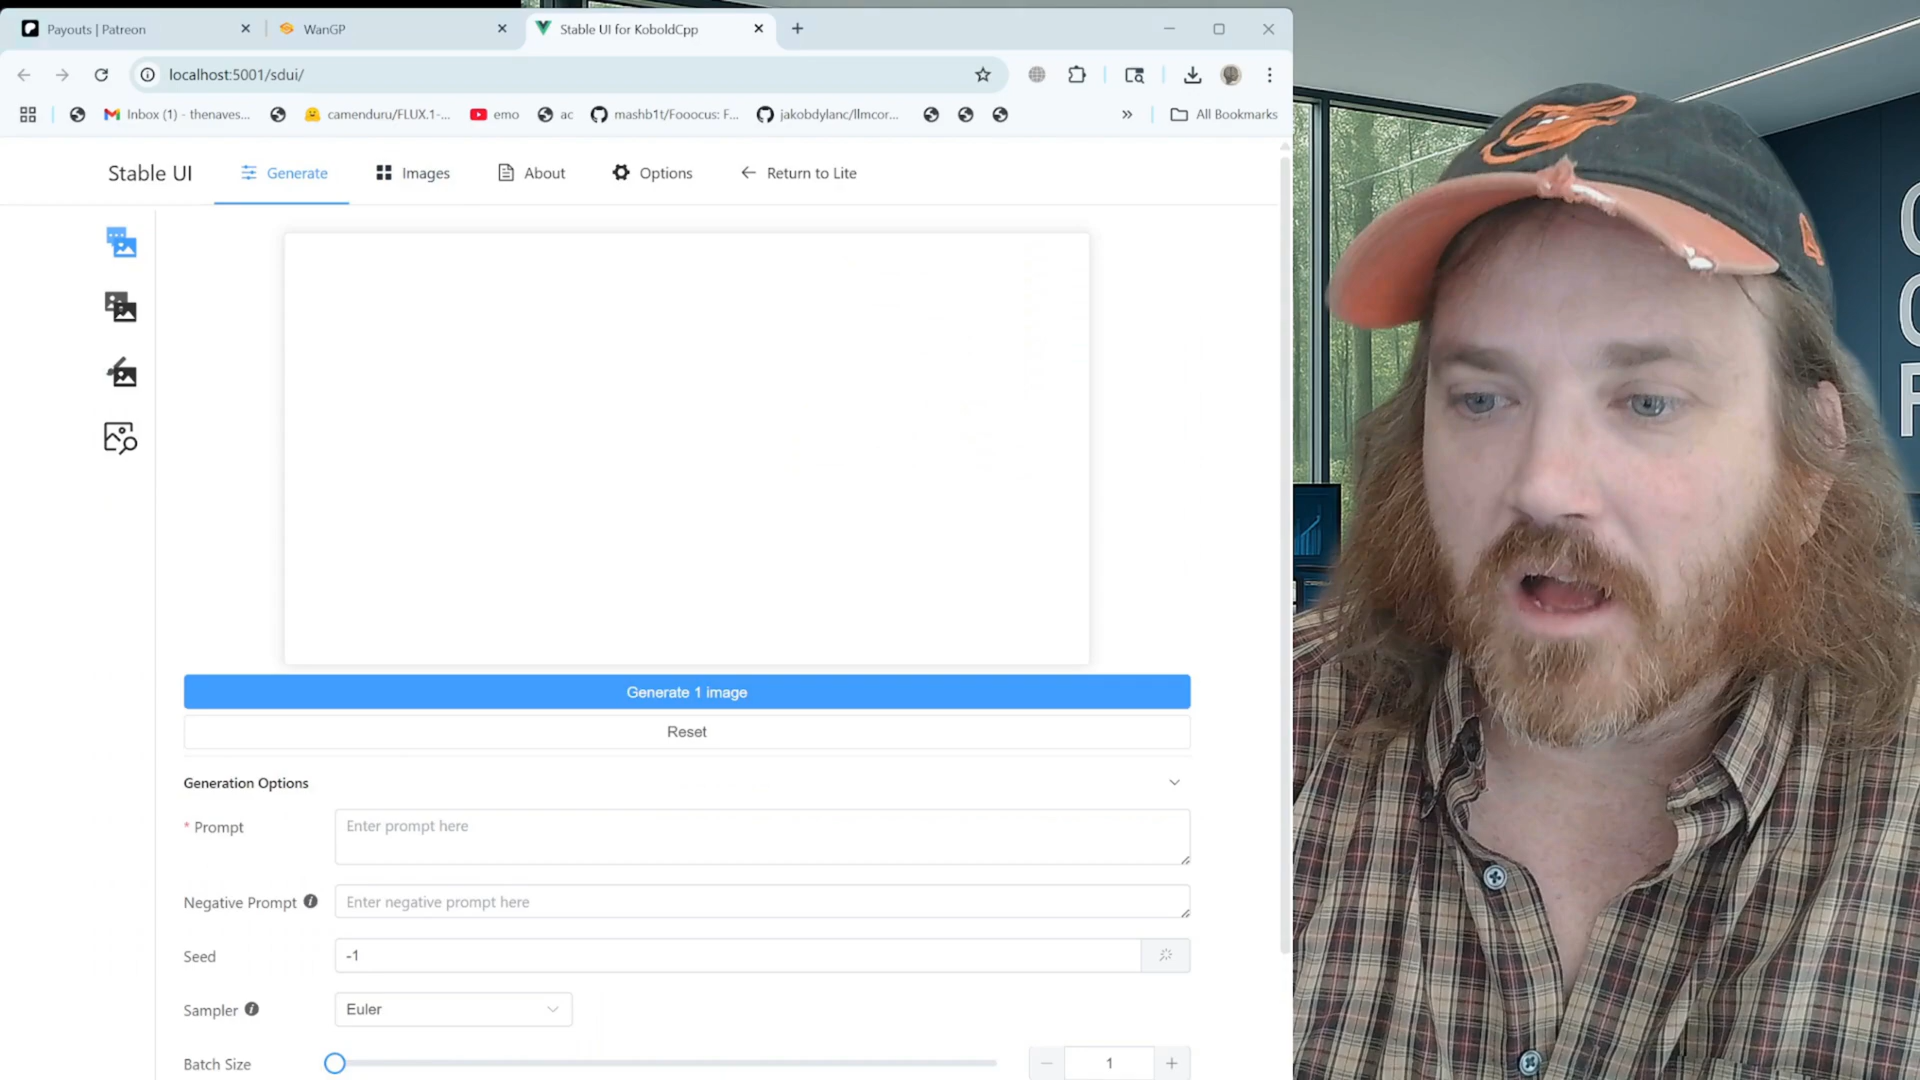 Payouts | Patreon
WanGP
Stable UI for KoboldCpp
localhost:5001/sdui/
Inbox (1) - thenaves...
camenduru/FLUX.1-...
emo
ac
mashb1t/Fooocus: F...
jakobdylanc/llmcor...
»
All Bookmarks
Stable UI
Generate
Images
About
Options
Return to Lite
Generate 1 image
Reset
Generation Options
* Prompt
Enter prompt here
Negative Prompt
Enter negative prompt here
Seed
-1
Sampler
Euler
Batch Size
1